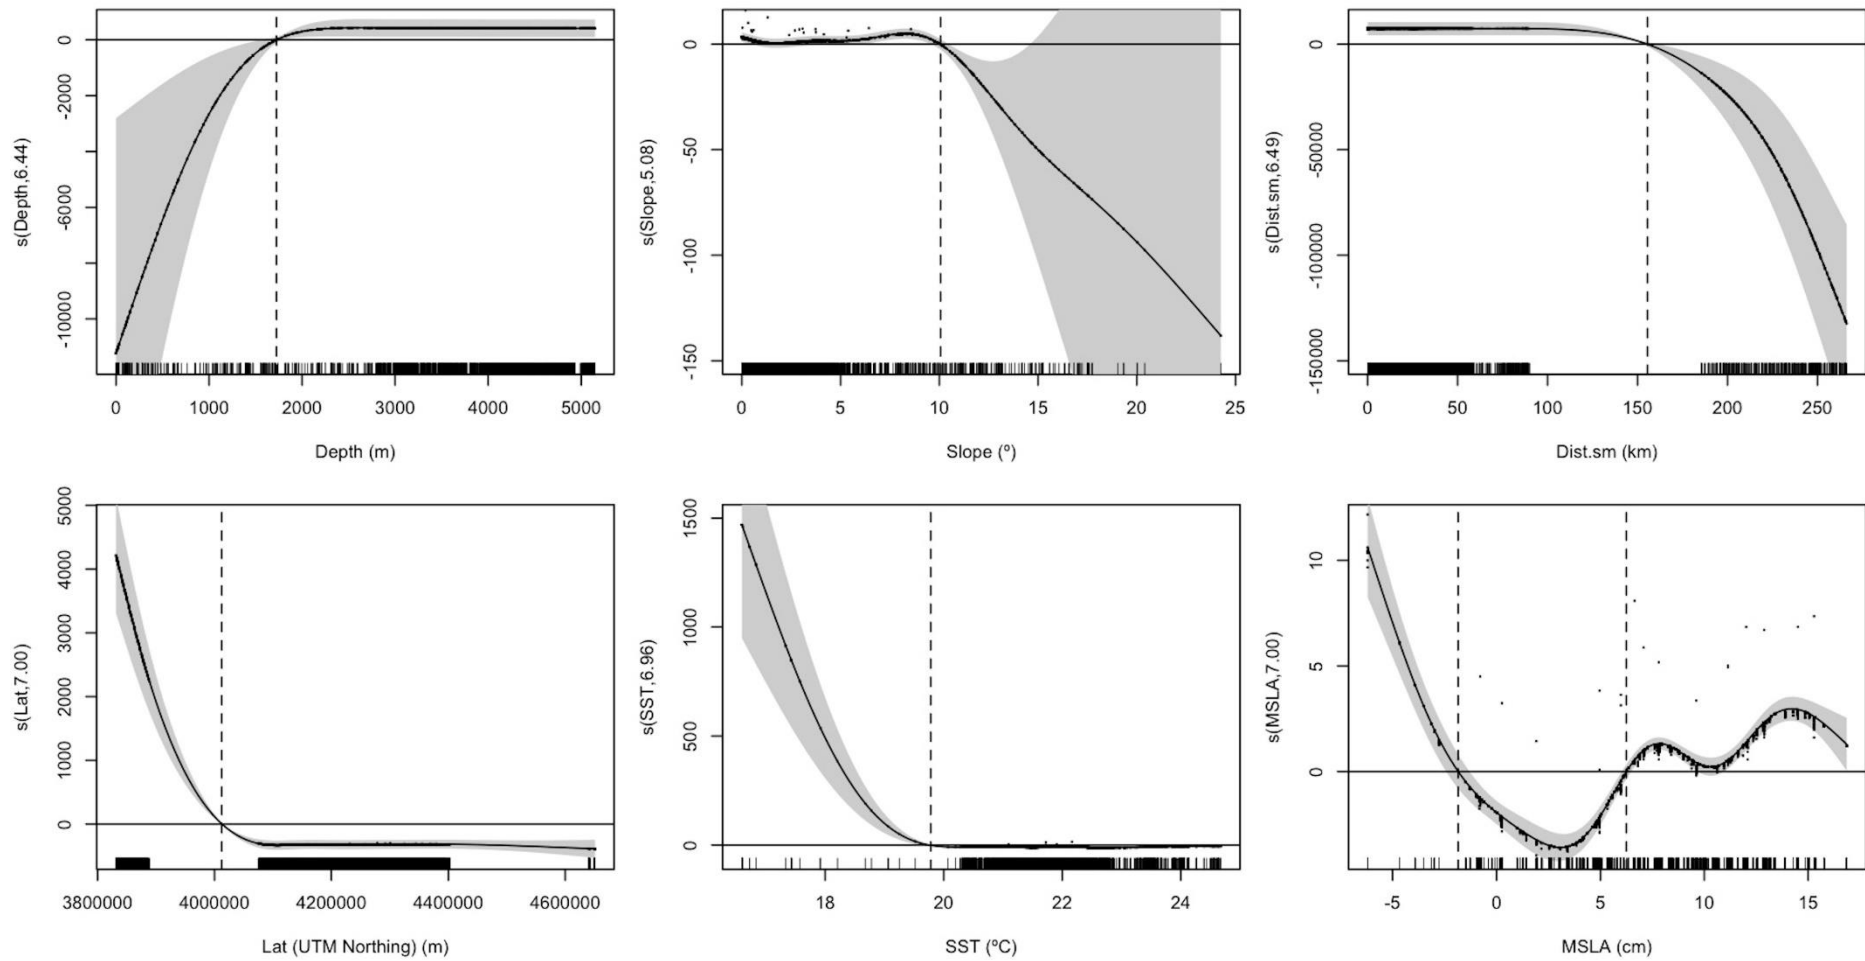 s(Depth,6.44)
0
-2000
-6000
-10000
0 1000 2000 3000 4000 5000
Depth (m)
s(Slope,5.08)
0
-50
-100
-150
0 5 10 15 20 25
Slope (º)
s(Dist.sm,6.49)
0
-50000
-100000
-150000
0 50 100 150 200 250
Dist.sm (km)
s(Lat,7.00)
5000
4000
3000
2000
1000
0
3800000 4000000 4200000 4400000 4600000
Lat (UTM Northing) (m)
s(SST,6.96)
1500
1000
500
0
18 20 22 24
SST (ºC)
s(MSLA,7.00)
10
5
0
-5 0 5 10 15
MSLA (cm)